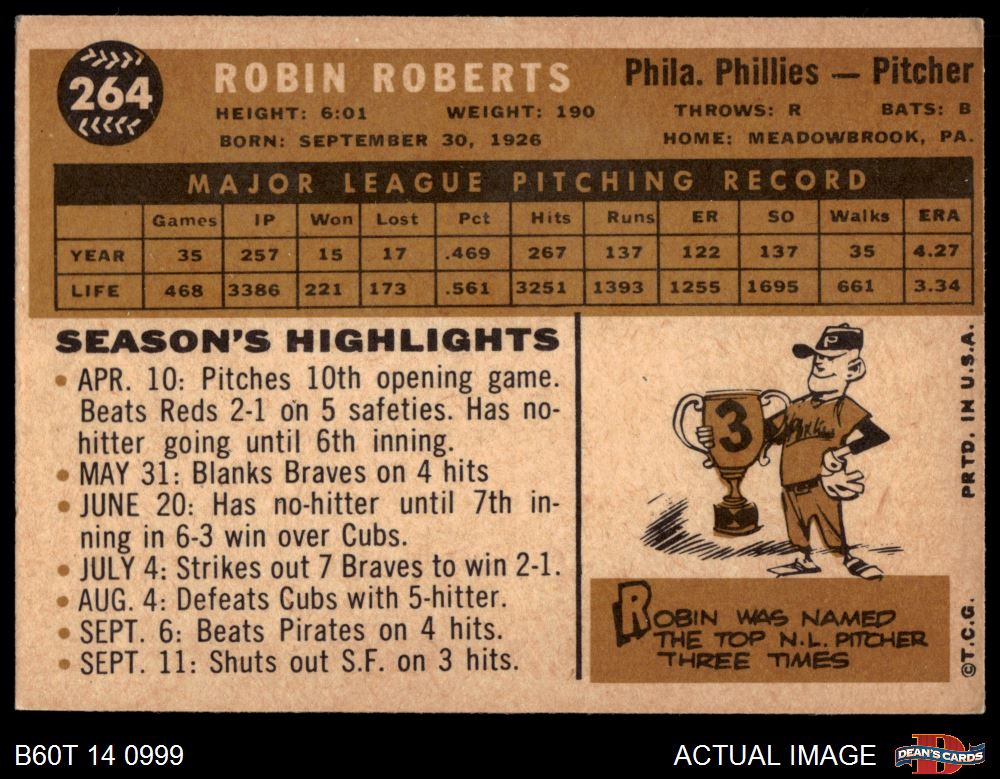 264
ROBIN ROBERTS
Phila. Phillies — Pitcher
HEIGHT: 6:01 WEIGHT: 190 THROWS: R BATS: B
BORN: SEPTEMBER 30, 1926 HOME: MEADOWBROOK, PA.
MAJOR LEAGUE PITCHING RECORD
Games IP Won Lost Pct Hits Runs ER SO Walks ERA
YEAR 35 257 15 17 .469 267 137 122 137 35 4.27
LIFE 468 3386 221 173 .561 3251 1393 1255 1695 661 3.34
SEASON'S HIGHLIGHTS
• APR. 10: Pitches 10th opening game.
Beats Reds 2-1 on 5 safeties. Has no-
hitter going until 6th inning.
• MAY 31: Blanks Braves on 4 hits
• JUNE 20: Has no-hitter until 7th in-
ning in 6-3 win over Cubs.
• JULY 4: Strikes out 7 Braves to win 2-1.
• AUG. 4: Defeats Cubs with 5-hitter.
• SEPT. 6: Beats Pirates on 4 hits.
• SEPT. 11: Shuts out S.F. on 3 hits.
P
3
ROBIN WAS NAMED
THE TOP N.L. PITCHER
THREE TIMES
PRTD. IN U.S.A.
©T.C.G.
B60T 14 0999
ACTUAL IMAGE
DEAN'S CARDS